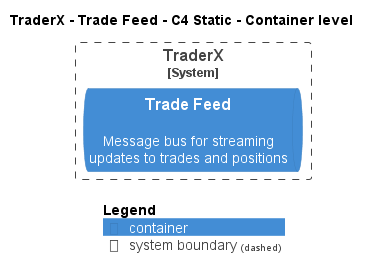 TraderX - Trade Feed - C4 Static - Container level
TraderX
[System]
Trade Feed
Message bus for streaming
updates to trades and positions
Legend
container
system boundary (dashed)